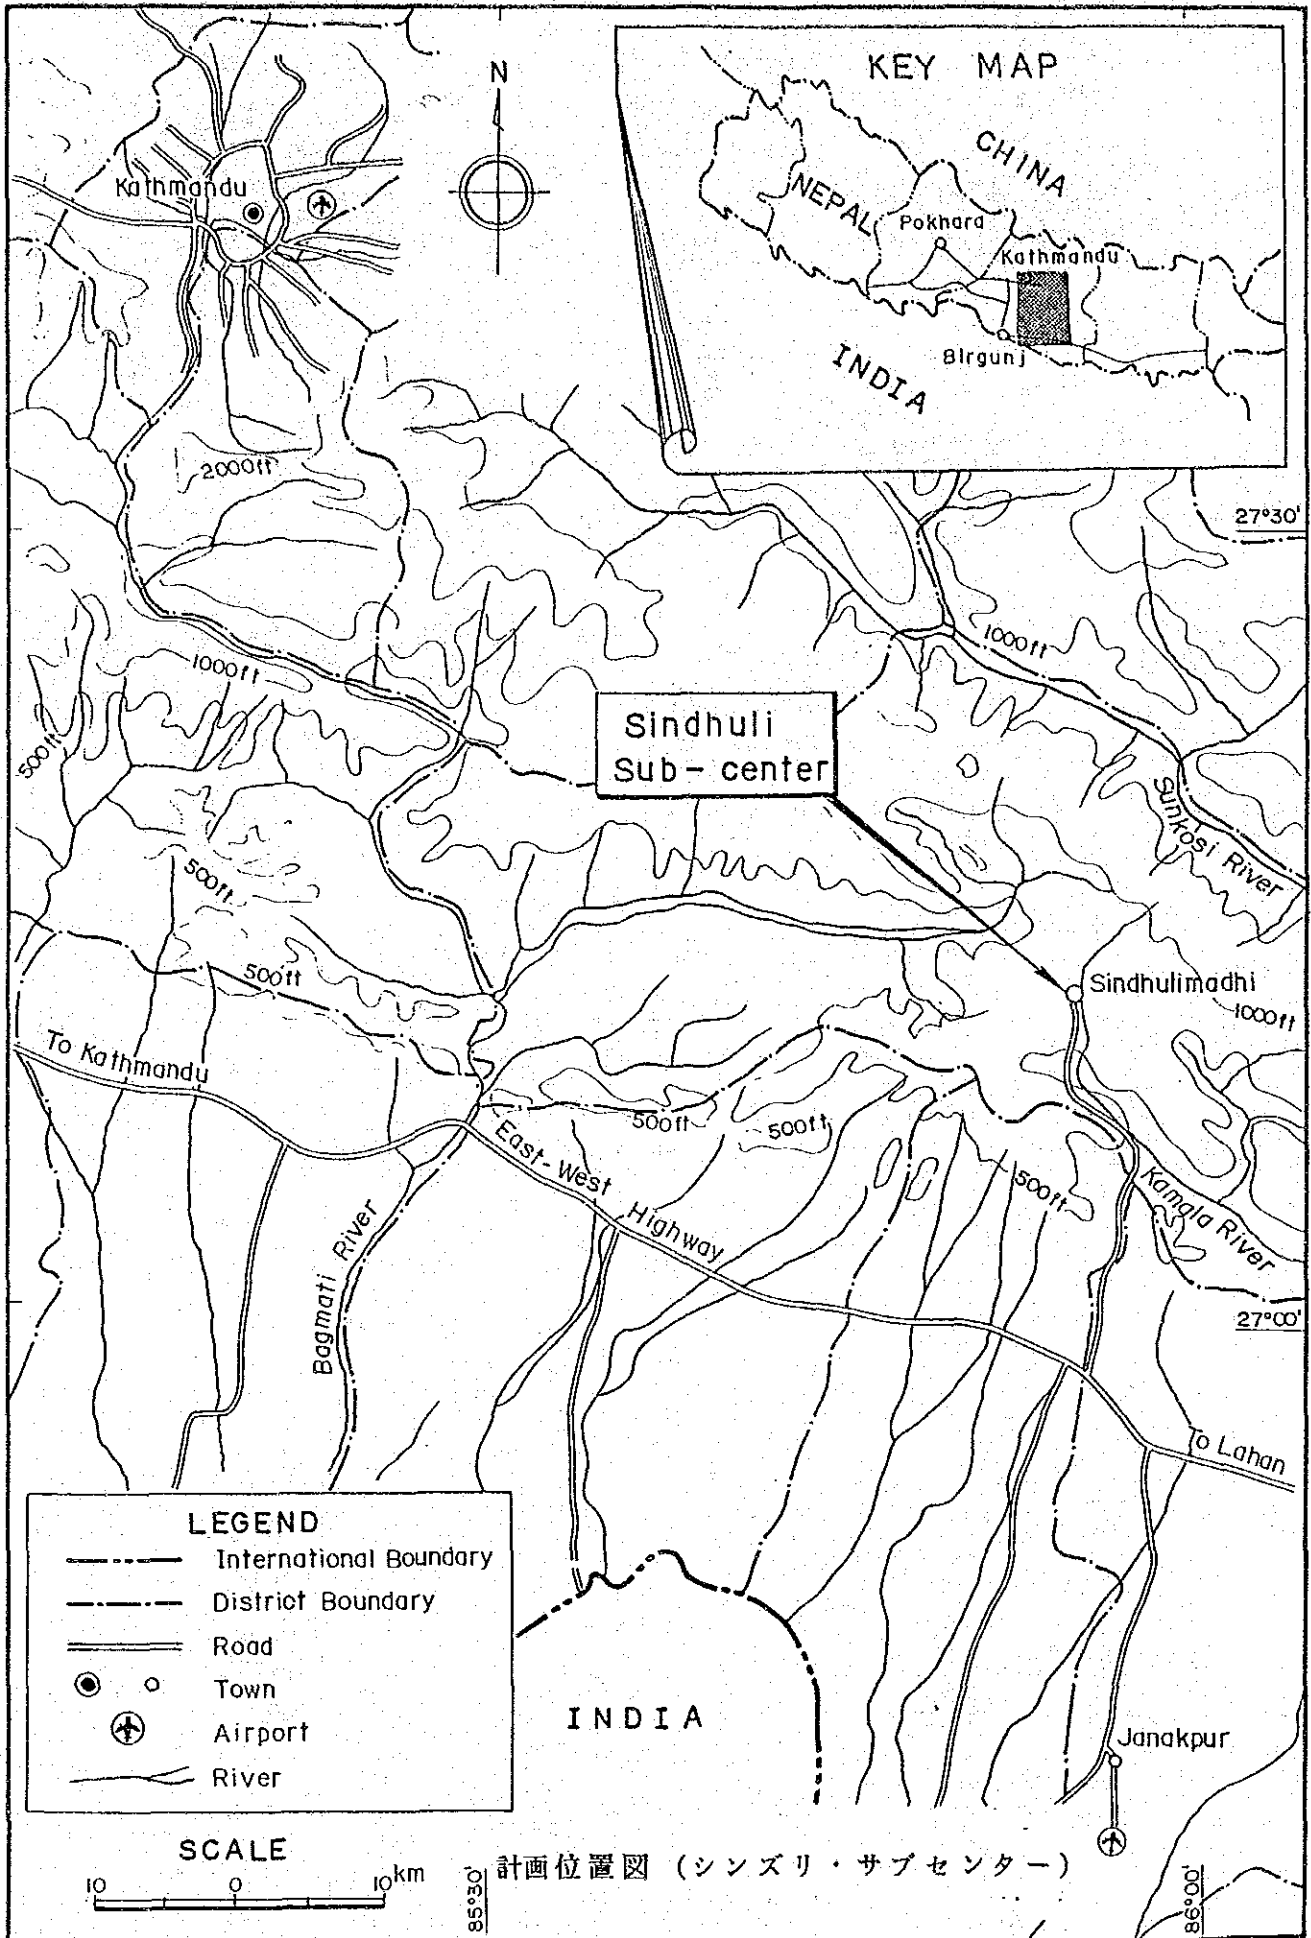 KEY MAP
CHINA
NEPAL
Pokhara
Kathmandu
Birgunj
INDIA
N
Kathmandu
2000ft
27°30'
1000ft
1000ft
500ft
Sindhuli
Sub-center
Sunkosi River
500ft
500ft
Sindhulimadhi
1000ft
To Kathmandu
500ft
500ft
East-West Highway
500ft
Kamala River
Bagmati River
27°00'
To Lahan
LEGEND
International Boundary
District Boundary
Road
Town
Airport
River
INDIA
Janakpur
SCALE
10 0 10km
85°30'
計画位置図 (シンズリ・サブセンター)
86°00'